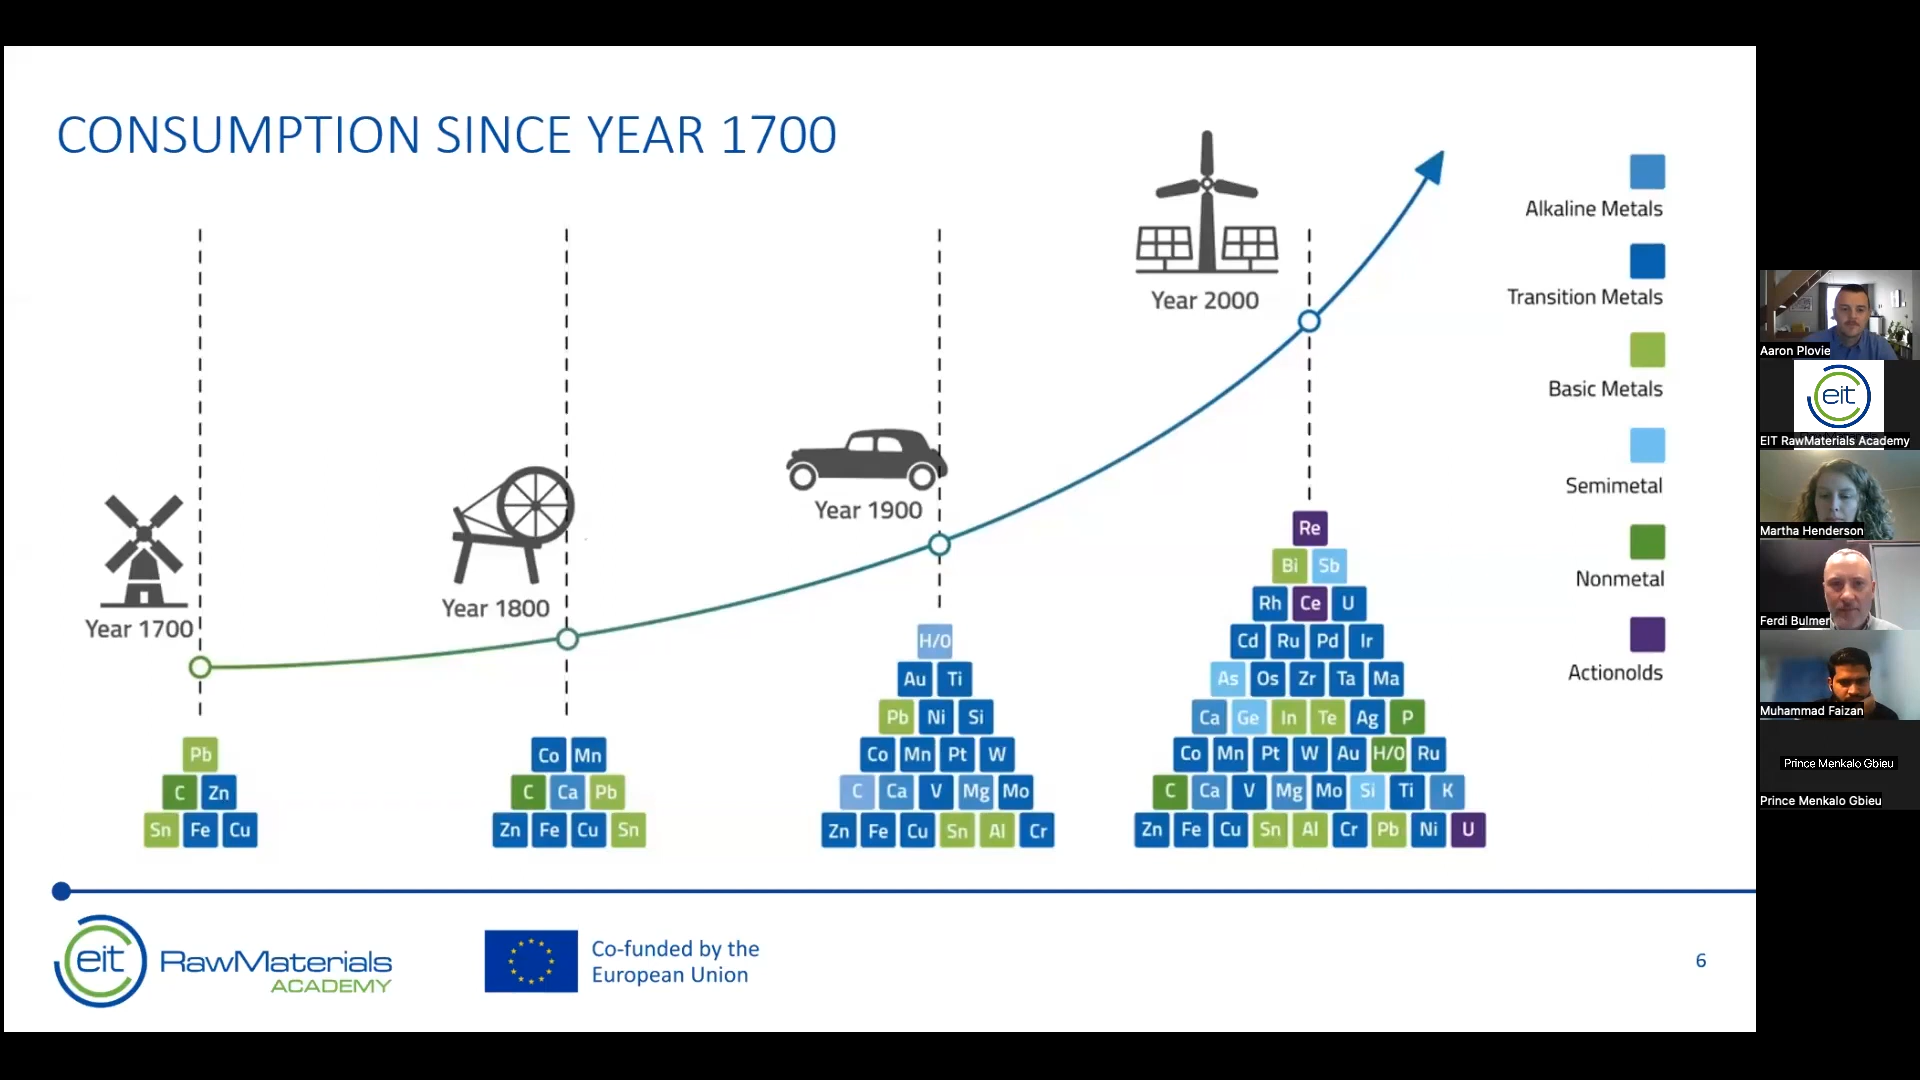 CONSUMPTION SINCE YEAR 1700
Year 1700
Year 1800
Year 1900
Year 2000
Pb
C Zn
Sn Fe Cu
Co Mn
C Ca Pb
Zn Fe Cu Sn
H/0
Au Ti
Pb Ni Si
Co Mn Pt W
C Ca V Mg Mo
Zn Fe Cu Sn Al Cr
Re
Bi Sb
Rh Ce U
Cd Ru Pd Ir
As Os Zr Ta Ma
Ca Ge In Te Ag P
Co Mn Pt W Au H/0 Ru
C Ca V Mg Mo Si Ti K
Zn Fe Cu Sn Al Cr Pb Ni U
Alkaline Metals
Transition Metals
Basic Metals
Semimetal
Nonmetal
Actionolds
eit RawMaterials
ACADEMY
Co-funded by the
European Union
6
Aaron Plovie
eit
EIT RawMaterials Academy
Martha Henderson
Ferdi Bulmer
Muhammad Faizan
Prince Menkalo Gbieu
Prince Menkalo Gbieu